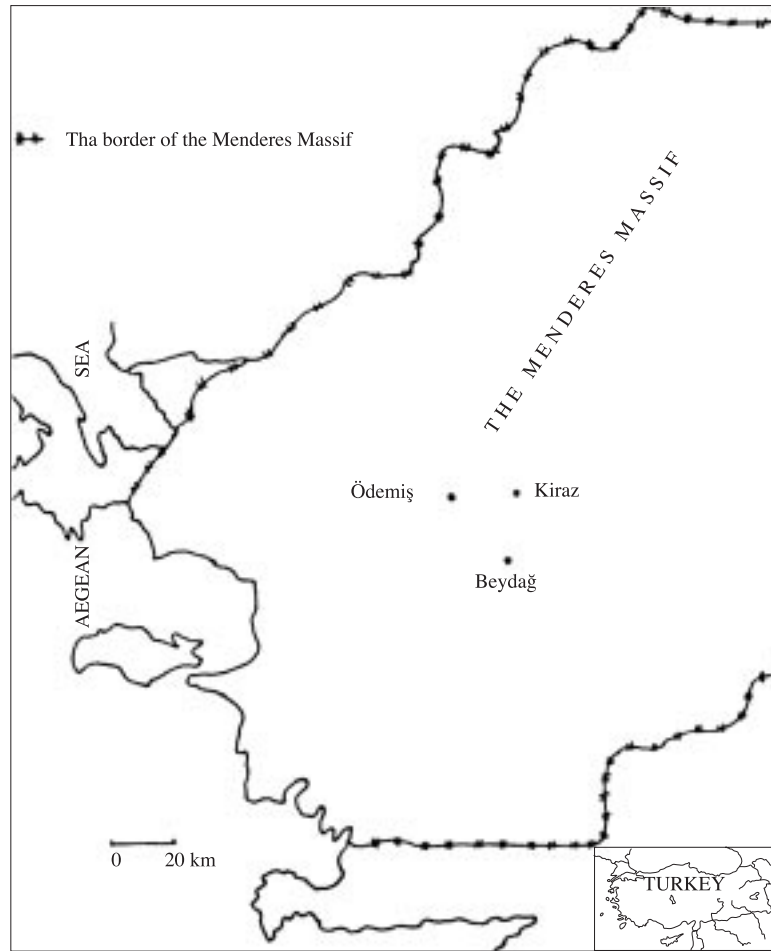 Tha border of the Menderes Massif
THE MENDERES MASSIF
SEA
Ödemiş
Kiraz
AEGEAN
Beydağ
0 20 km
TURKEY